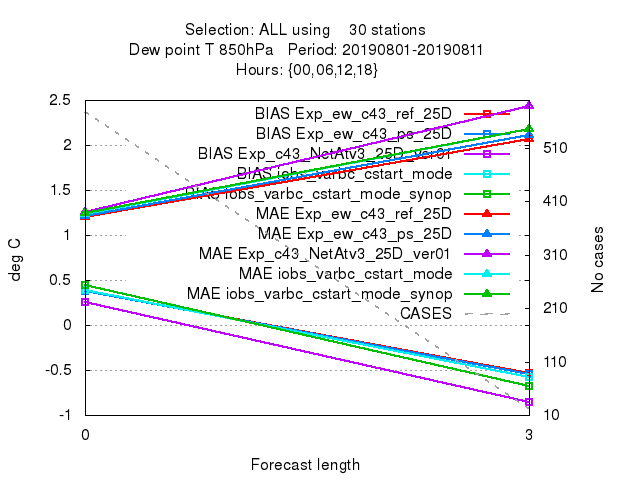 Selection: ALL using 30 stations
Dew point T 850hPa Period: 20190801-20190811
Hours: {00,06,12,18}
2.5
2
1.5
1
0.5
0
-0.5
-1
deg C
BIAS Exp_ew_c43_ref_25D
BIAS Exp_ew_c43_ps_25D
BIAS Exp_c43_NetAtv3_25D_ver01
BIAS iobs_varbc_cstart_mode
BIAS iobs_varbc_cstart_mode_synop
MAE Exp_ew_c43_ref_25D
MAE Exp_ew_c43_ps_25D
MAE Exp_c43_NetAtv3_25D_ver01
MAE iobs_varbc_cstart_mode
MAE iobs_varbc_cstart_mode_synop
CASES
510
410
310
210
110
10
No cases
0 3
Forecast length